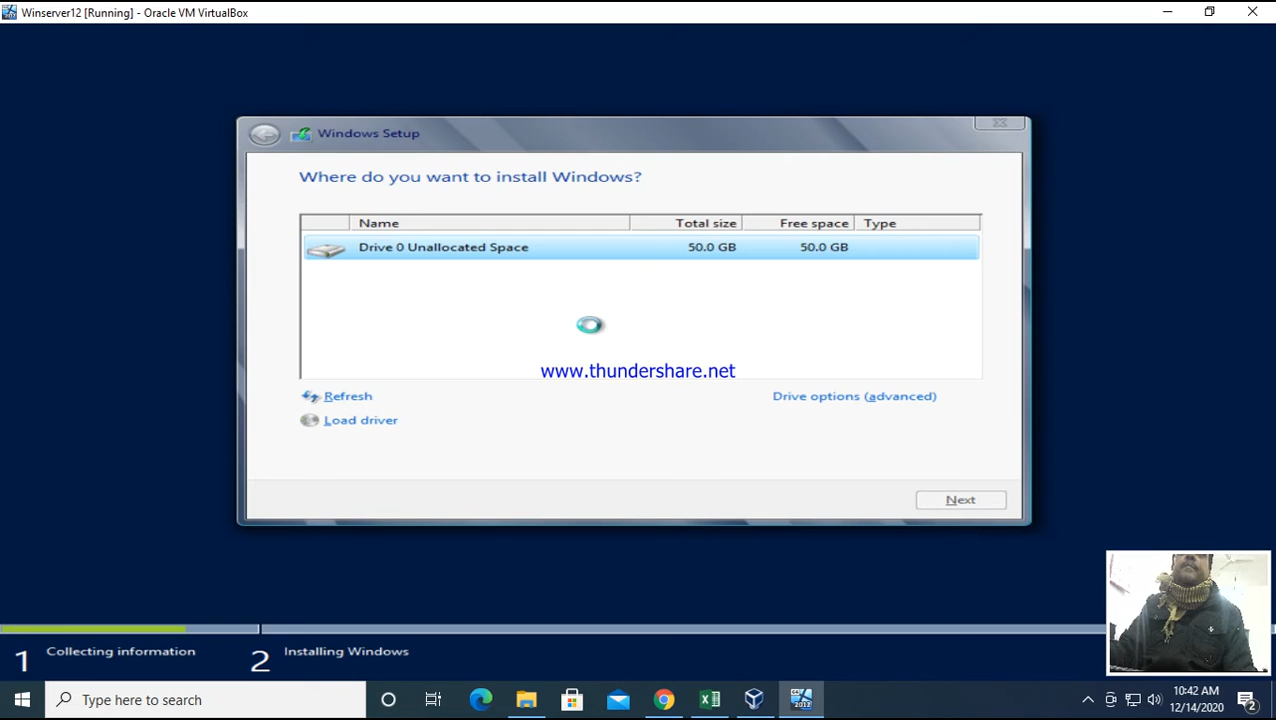 Winserver12 [Running] - Oracle VM VirtualBox
Windows Setup
Where do you want to install Windows?
Name Total size Free space Type
Drive 0 Unallocated Space 50.0 GB 50.0 GB
www.thundershare.net
Refresh Drive options (advanced)
Load driver
Next
1 Collecting information 2 Installing Windows
Type here to search
10:42 AM
12/14/2020
2